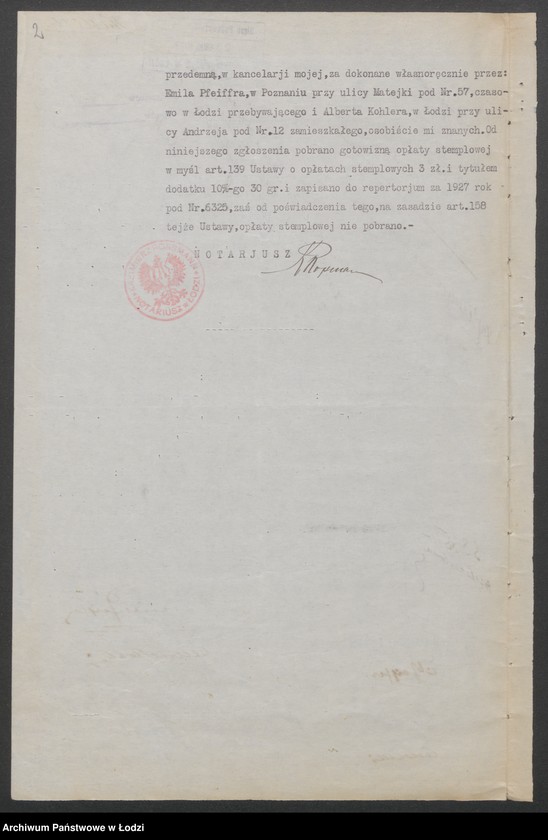 2
przedemną,w kancelarji mojej,za dokonane własnoręcznie przez:
Emila Pfeiffra,w Poznaniu przy ulicy Matejki pod Nr.57,czaso-
wo w Łodzi przebywającego i Alberta Kohlera,w Łodzi przy uli-
cy Andrzeja pod Nr.12 zamieszkałego,osobiście mi znanych.Od
niniejszego zgłoszenia pobrano gotowizną opłaty stemplowej
w myśl art.139 Ustawy o opłatach stemplowych 3 zł.i tytułem
dodatku 10%-go 30 gr.i zapisano do repertorjum za 1927 rok
pod Nr.6325,zaś od poświadczenia tego,na zasadzie art.158
tejże Ustawy,opłaty stemplowej nie pobrano.-
NOTARJUSZ
Archiwum Państwowe w Łodzi